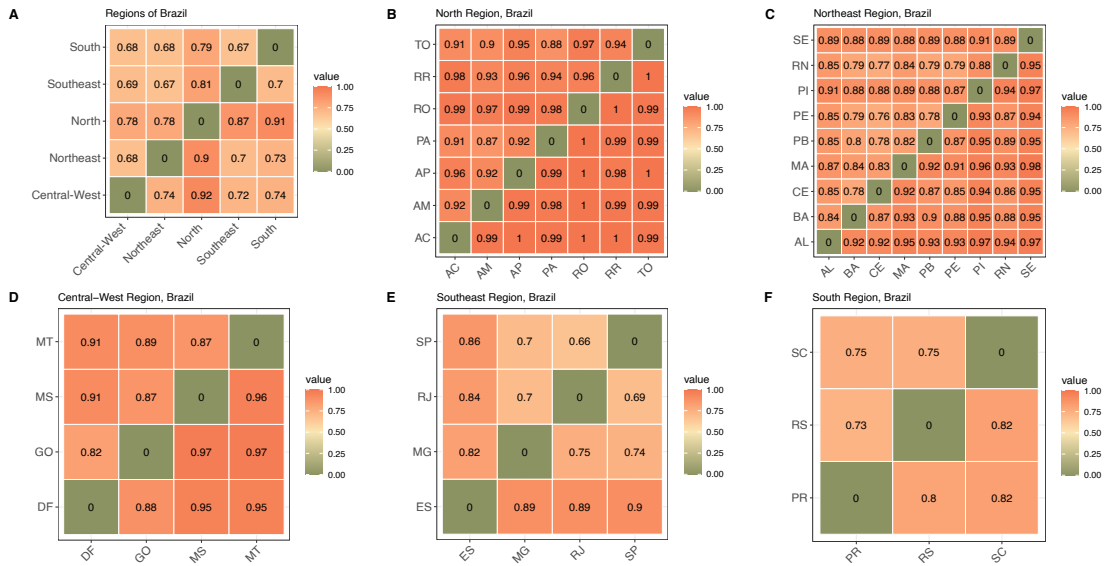 A
Regions of Brazil
South 0.68 0.68 0.79 0.67 0
Southeast 0.69 0.67 0.81 0 0.7
North 0.78 0.78 0 0.87 0.91
Northeast 0.68 0 0.9 0.7 0.73
Central-West 0 0.74 0.92 0.72 0.74
Central-West Northeast North Southeast South
value
1.00
0.75
0.50
0.25
0.00
B
North Region, Brazil
TO 0.91 0.9 0.95 0.88 0.97 0.94 0
RR 0.98 0.93 0.96 0.94 0.96 0 1
RO 0.99 0.97 0.99 0.98 0 1 0.99
PA 0.91 0.87 0.92 0 1 0.99 0.99
AP 0.96 0.92 0 0.99 1 0.98 1
AM 0.92 0 0.99 0.98 1 0.99 0.99
AC 0 0.99 1 0.99 1 1 0.99
AC AM AP PA RO RR TO
value
1.00
0.75
0.50
0.25
0.00
C
Northeast Region, Brazil
SE 0.89 0.88 0.89 0.88 0.89 0.88 0.91 0.89 0
RN 0.85 0.79 0.77 0.84 0.79 0.79 0.88 0 0.95
PI 0.91 0.88 0.88 0.89 0.88 0.87 0 0.94 0.97
PE 0.85 0.79 0.76 0.83 0.78 0 0.93 0.87 0.94
PB 0.85 0.8 0.78 0.82 0 0.87 0.95 0.89 0.95
MA 0.87 0.84 0.83 0 0.92 0.91 0.96 0.93 0.98
CE 0.85 0.78 0 0.92 0.87 0.85 0.94 0.86 0.95
BA 0.84 0 0.87 0.93 0.9 0.88 0.95 0.88 0.95
AL 0 0.92 0.92 0.95 0.93 0.93 0.97 0.94 0.97
AL BA CE MA PB PE PI RN SE
value
1.00
0.75
0.50
0.25
0.00
D
Central−West Region, Brazil
MT 0.91 0.89 0.87 0
MS 0.91 0.87 0 0.96
GO 0.82 0 0.97 0.97
DF 0 0.88 0.95 0.95
DF GO MS MT
value
1.00
0.75
0.50
0.25
0.00
E
Southeast Region, Brazil
SP 0.86 0.7 0.66 0
RJ 0.84 0.7 0 0.69
MG 0.82 0 0.75 0.74
ES 0 0.89 0.89 0.9
ES MG RJ SP
value
1.00
0.75
0.50
0.25
0.00
F
South Region, Brazil
SC 0.75 0.75 0
RS 0.73 0 0.82
PR 0 0.8 0.82
PR RS SC
value
1.00
0.75
0.50
0.25
0.00